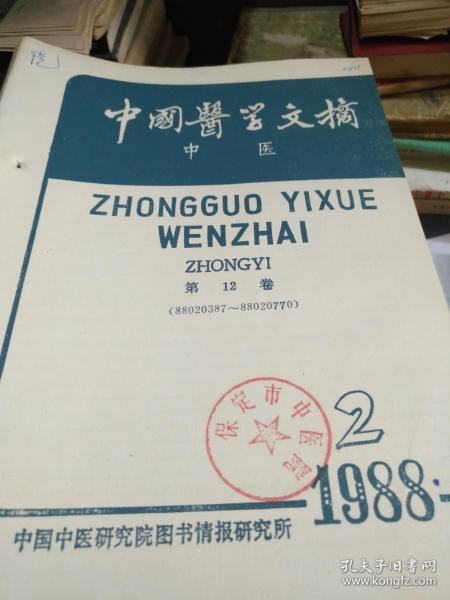 中國醫学文摘
中 医
ZHONGGUO YIXUE
WENZHAI
ZHONGYI
第 12 卷
(88020387～88020770)
保定市中医院
2
1988
中国中医研究院图书情报研究所
孔夫子旧书网
www.kongfz.com